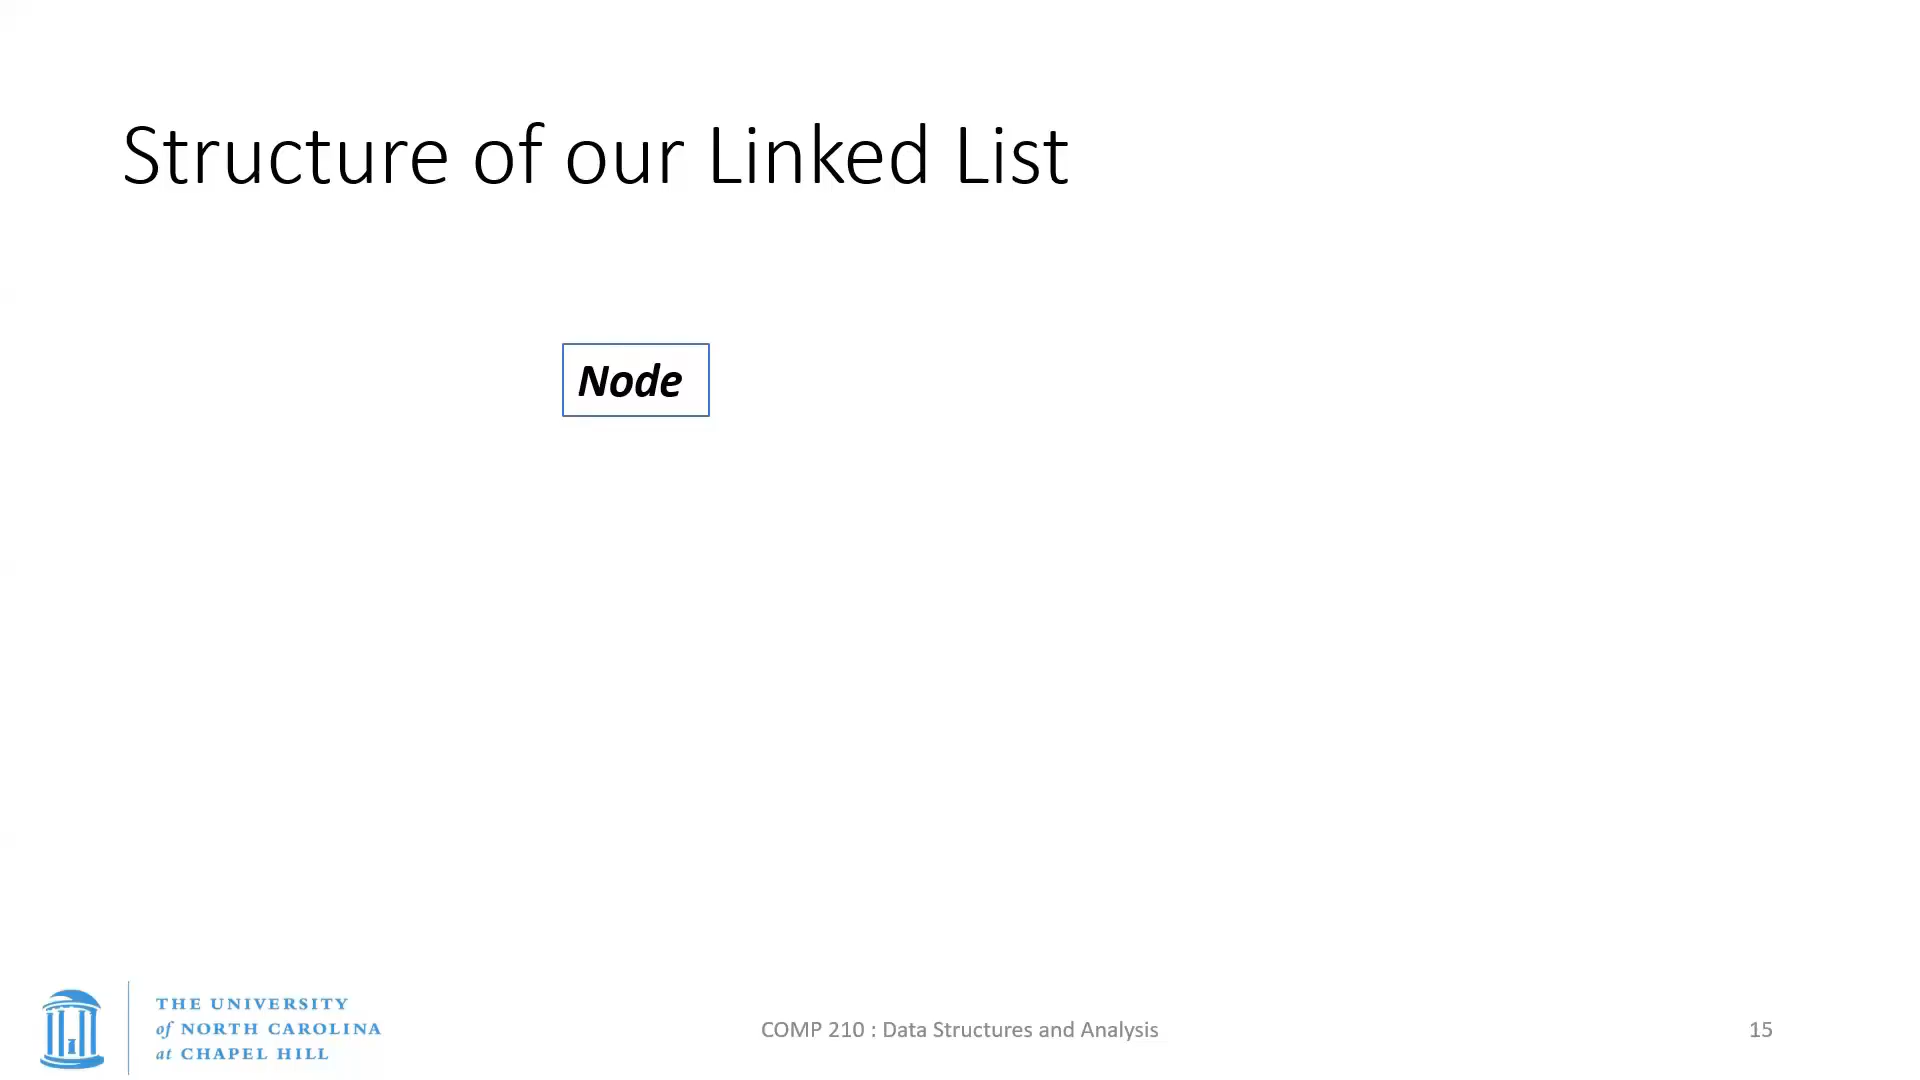 Structure of our Linked List
Node
THE UNIVERSITY
of NORTH CAROLINA
at CHAPEL HILL
COMP 210 : Data Structures and Analysis
15